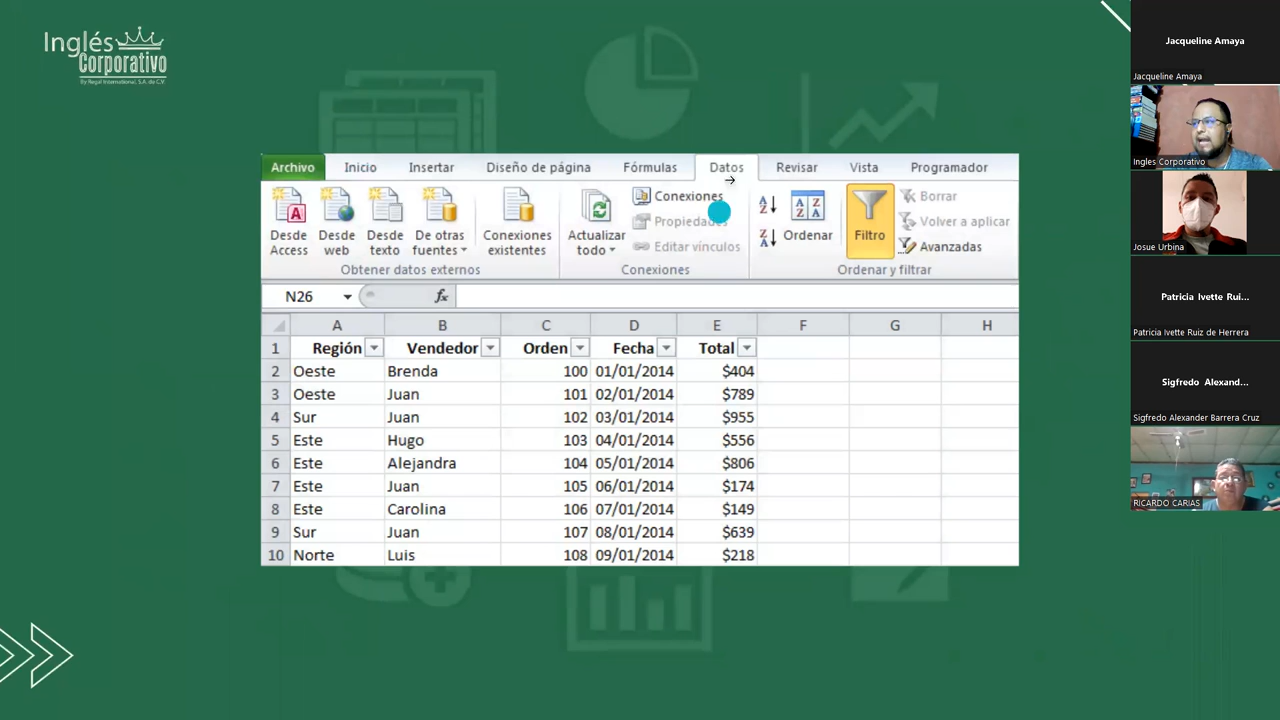 Inglés
Corporativo
By Regal International, S.A. de C.V.
Archivo Inicio Insertar Diseño de página Fórmulas Datos Revisar Vista Programador
Desde Access
Desde web
Desde texto
De otras fuentes
Obtener datos externos
Conexiones existentes
Actualizar todo
Conexiones
Propiedades
Editar vínculos
Conexiones
Ordenar
Filtro
Borrar
Volver a aplicar
Avanzadas
Ordenar y filtrar
N26 fx
A B C D E F G H
1 Región Vendedor Orden Fecha Total
2 Oeste Brenda 100 01/01/2014 $404
3 Oeste Juan 101 02/01/2014 $789
4 Sur Juan 102 03/01/2014 $955
5 Este Hugo 103 04/01/2014 $556
6 Este Alejandra 104 05/01/2014 $806
7 Este Juan 105 06/01/2014 $174
8 Este Carolina 106 07/01/2014 $149
9 Sur Juan 107 08/01/2014 $639
10 Norte Luis 108 09/01/2014 $218
Jacqueline Amaya
Jacqueline Amaya
Ingles Corporativo
Josue Urbina
Patricia Ivette Rui...
Patricia Ivette Ruiz de Herrera
Sigfredo Alexand...
Sigfredo Alexander Barrera Cruz
RICARDO CARIAS